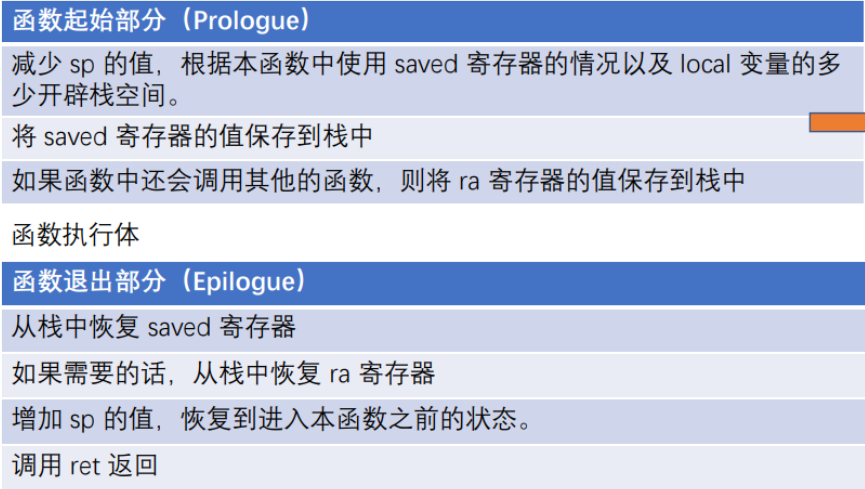 函数起始部分（Prologue）
减少 sp 的值，根据本函数中使用 saved 寄存器的情况以及 local 变量的多
少开辟栈空间。
将 saved 寄存器的值保存到栈中
如果函数中还会调用其他的函数，则将 ra 寄存器的值保存到栈中
函数执行体
函数退出部分（Epilogue）
从栈中恢复 saved 寄存器
如果需要的话，从栈中恢复 ra 寄存器
增加 sp 的值，恢复到进入本函数之前的状态。
调用 ret 返回